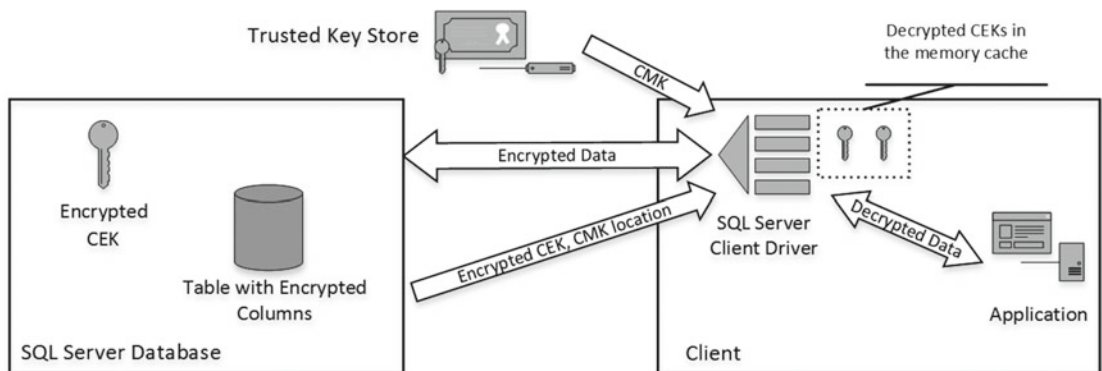 Trusted Key Store
Decrypted CEKs in
the memory cache
CMK
Encrypted Data
Encrypted
CEK
Encrypted CEK, CMK location
SQL Server
Client Driver
Decrypted Data
Table with Encrypted
Columns
Application
SQL Server Database
Client